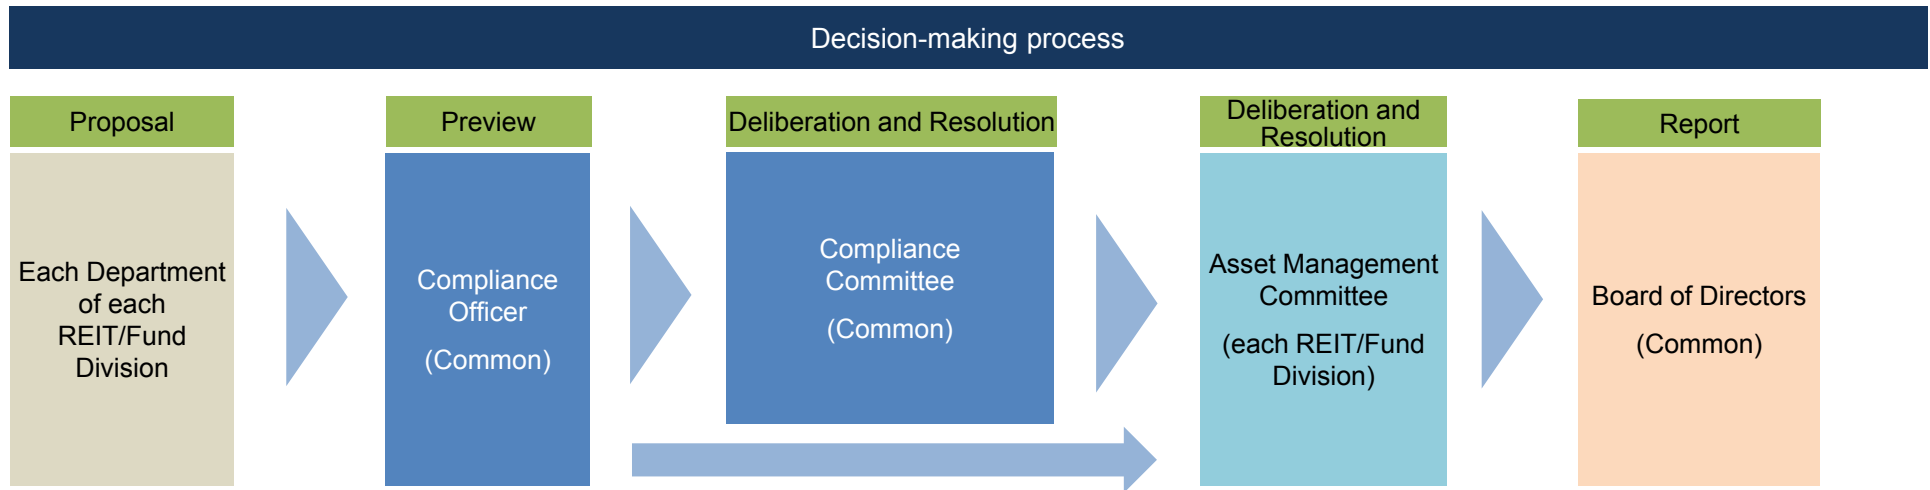 Decision-making process
Proposal
Each Department
of each
REIT/Fund
Division
Preview
Compliance
Officer
(Common)
Deliberation and Resolution
Compliance
Committee
(Common)
Deliberation and
Resolution
Asset Management
Committee
(each REIT/Fund
Division)
Report
Board of Directors
(Common)